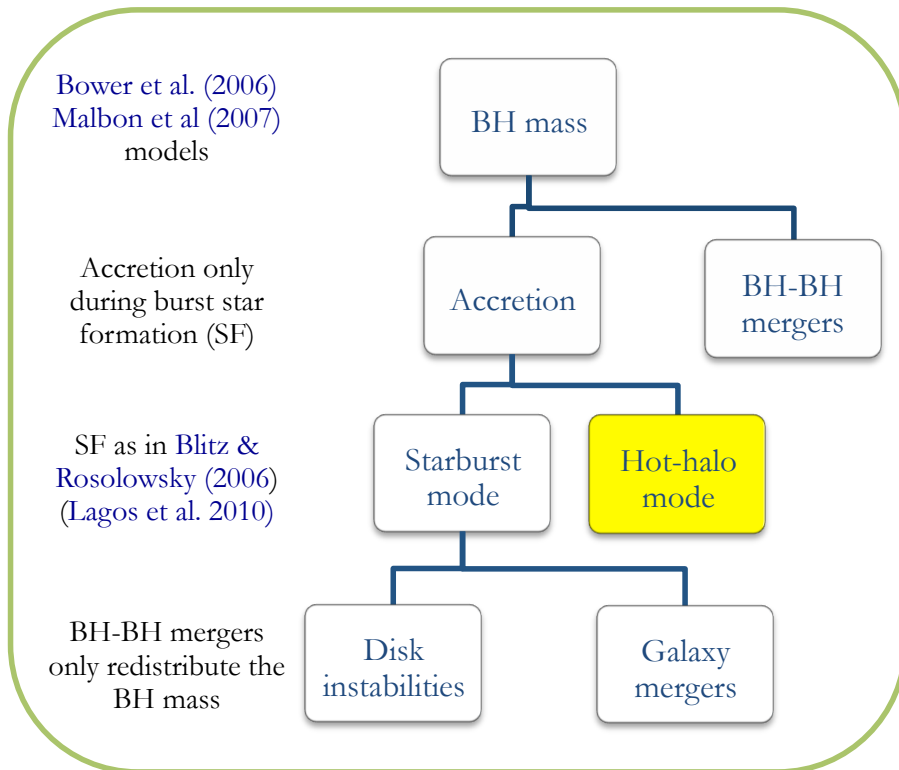 Bower et al. (2006)
Malbon et al (2007)
models
BH mass
Accretion only
during burst star
formation (SF)
Accretion
BH-BH
mergers
SF as in Blitz &
Rosolowsky (2006)
(Lagos et al. 2010)
Starburst
mode
Hot-halo
mode
BH-BH mergers
only redistribute the
BH mass
Disk
instabilities
Galaxy
mergers